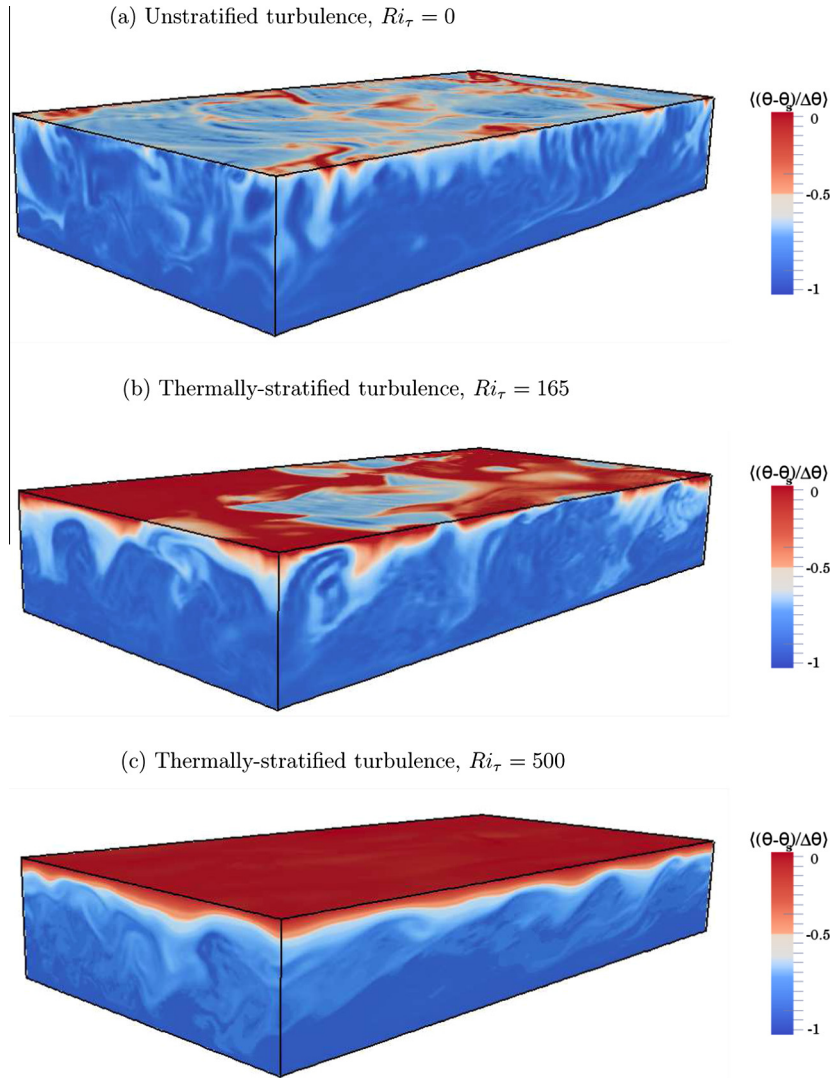 (a) Unstratified turbulence, Riτ = 0
⟨(θ-θs)/Δθ⟩
0
-0.5
-1
(b) Thermally-stratified turbulence, Riτ = 165
⟨(θ-θs)/Δθ⟩
0
-0.5
-1
(c) Thermally-stratified turbulence, Riτ = 500
⟨(θ-θs)/Δθ⟩
0
-0.5
-1